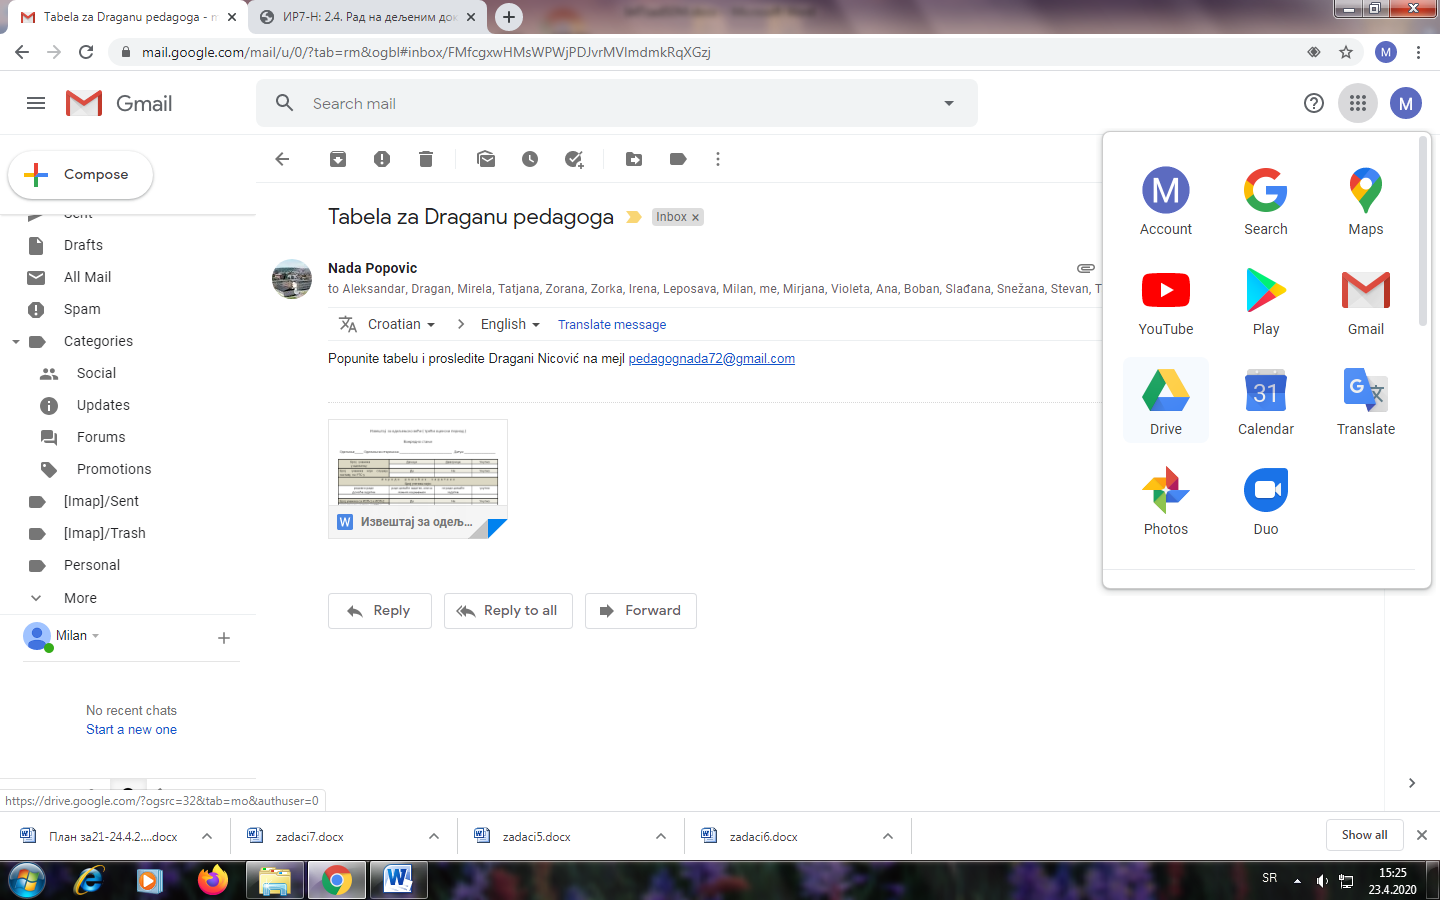 Tabela za Draganu pedagoga - m
ИР7-Н: 2.4. Рад на дељеним док
mail.google.com/mail/u/0/?tab=rm&ogbl#inbox/FMfcgxwHMsWPWjPDJvrMVlmdmkRqXGzj
M
Gmail
Search mail
M
Compose
Sent
Drafts
All Mail
Spam
Categories
Social
Updates
Forums
Promotions
[Imap]/Sent
[Imap]/Trash
Personal
More
Milan
No recent chats
Start a new one
https://drive.google.com/?ogsrc=32&tab=mo&authuser=0
Tabela za Draganu pedagoga
Inbox ×
Nada Popovic
to Aleksandar, Dragan, Mirela, Tatjana, Zorana, Zorka, Irena, Leposava, Milan, me, Mirjana, Violeta, Ana, Boban, Slađana, Snežana, Stevan, T
Croatian
English
Translate message
Popunite tabelu i prosledite Dragani Nicović na mejl pedagognada72@gmail.com
W Извештај за одељ...
Reply
Reply to all
Forward
M
Account
Search
Maps
YouTube
Play
Gmail
Drive
31
Calendar
G
Translate
Photos
Duo
План за21-24.4.2....docx
zadaci7.docx
zadaci5.docx
zadaci6.docx
Show all
SR
15:25
23.4.2020